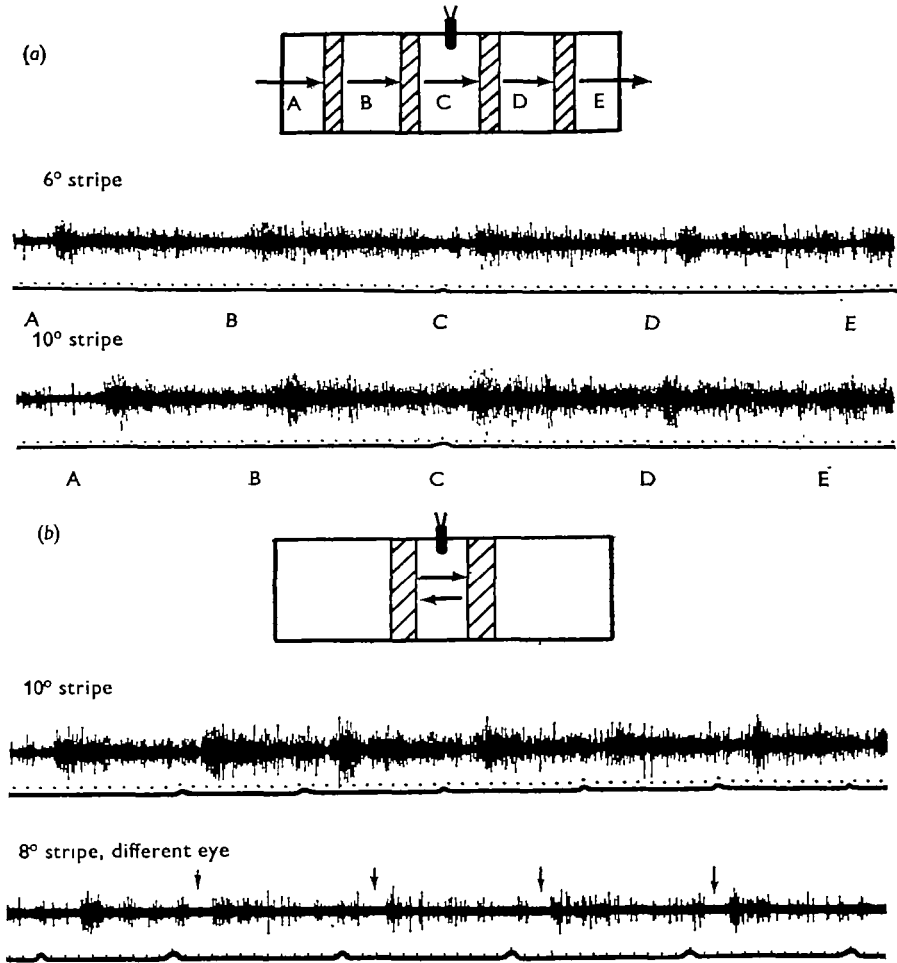 (a)
A B C D E
6° stripe
A B C D E
10° stripe
A B C D E
(b)
10° stripe
8° stripe, different eye